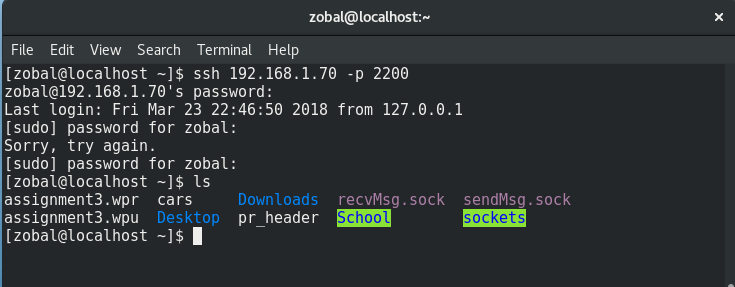 zobal@localhost:~
File Edit View Search Terminal Help
[zobal@localhost ~]$ ssh 192.168.1.70 -p 2200
zobal@192.168.1.70's password:
Last login: Fri Mar 23 22:46:50 2018 from 127.0.0.1
[sudo] password for zobal:
Sorry, try again.
[sudo] password for zobal:
[zobal@localhost ~]$ ls
assignment3.wpr cars Downloads recvMsg.sock sendMsg.sock
assignment3.wpu Desktop pr_header School sockets
[zobal@localhost ~]$